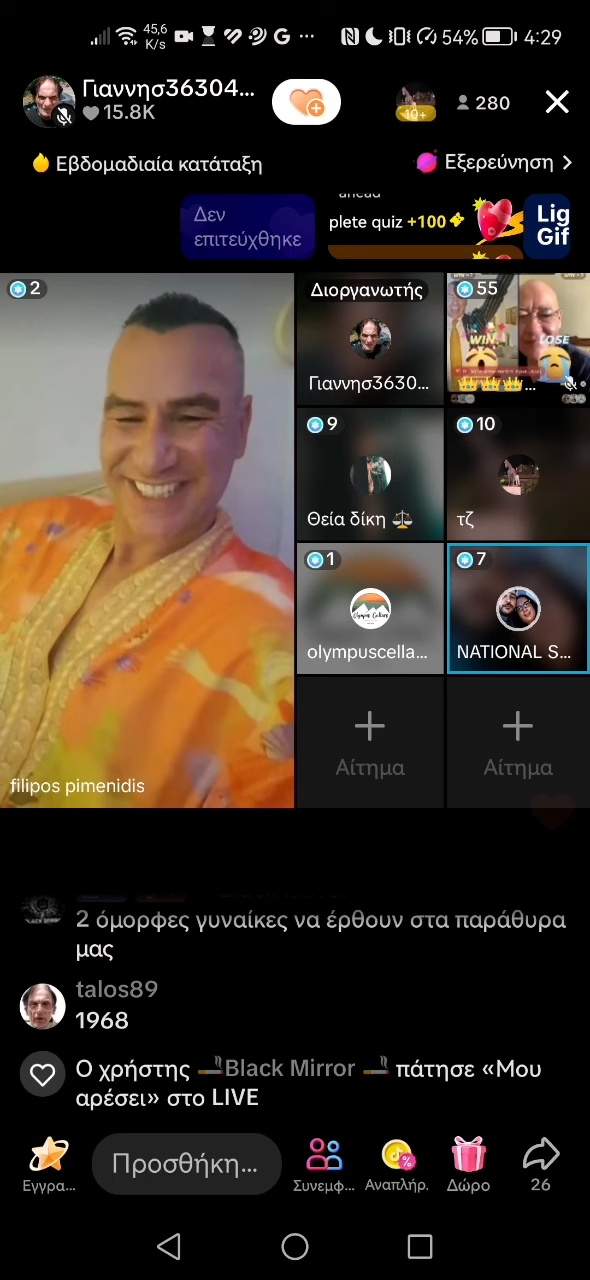 45,6
K/s
54%
4:29
Γιαννησ36304...
15.8K
10+
280
Εβδομαδιαία κατάταξη
Εξερεύνηση
Δεν
επιτεύχθηκε
ahead
plete quiz +100
Lig
Gif
2
Διοργανωτής
Γιαννησ3630...
55
WIN
LOSE
9
Θεία δίκη
10
τζ
1
olympuscella...
7
NATIONAL S...
Αίτημα
Αίτημα
filipos pimenidis
2 όμορφες γυναίκες να έρθουν στα παράθυρα
μας
talos89
1968
Ο χρήστης Black Mirror πάτησε «Μου
αρέσει» στο LIVE
Εγγρα...
Προσθήκη...
Συνεμφ...
Αναπλήρ.
Δώρο
26